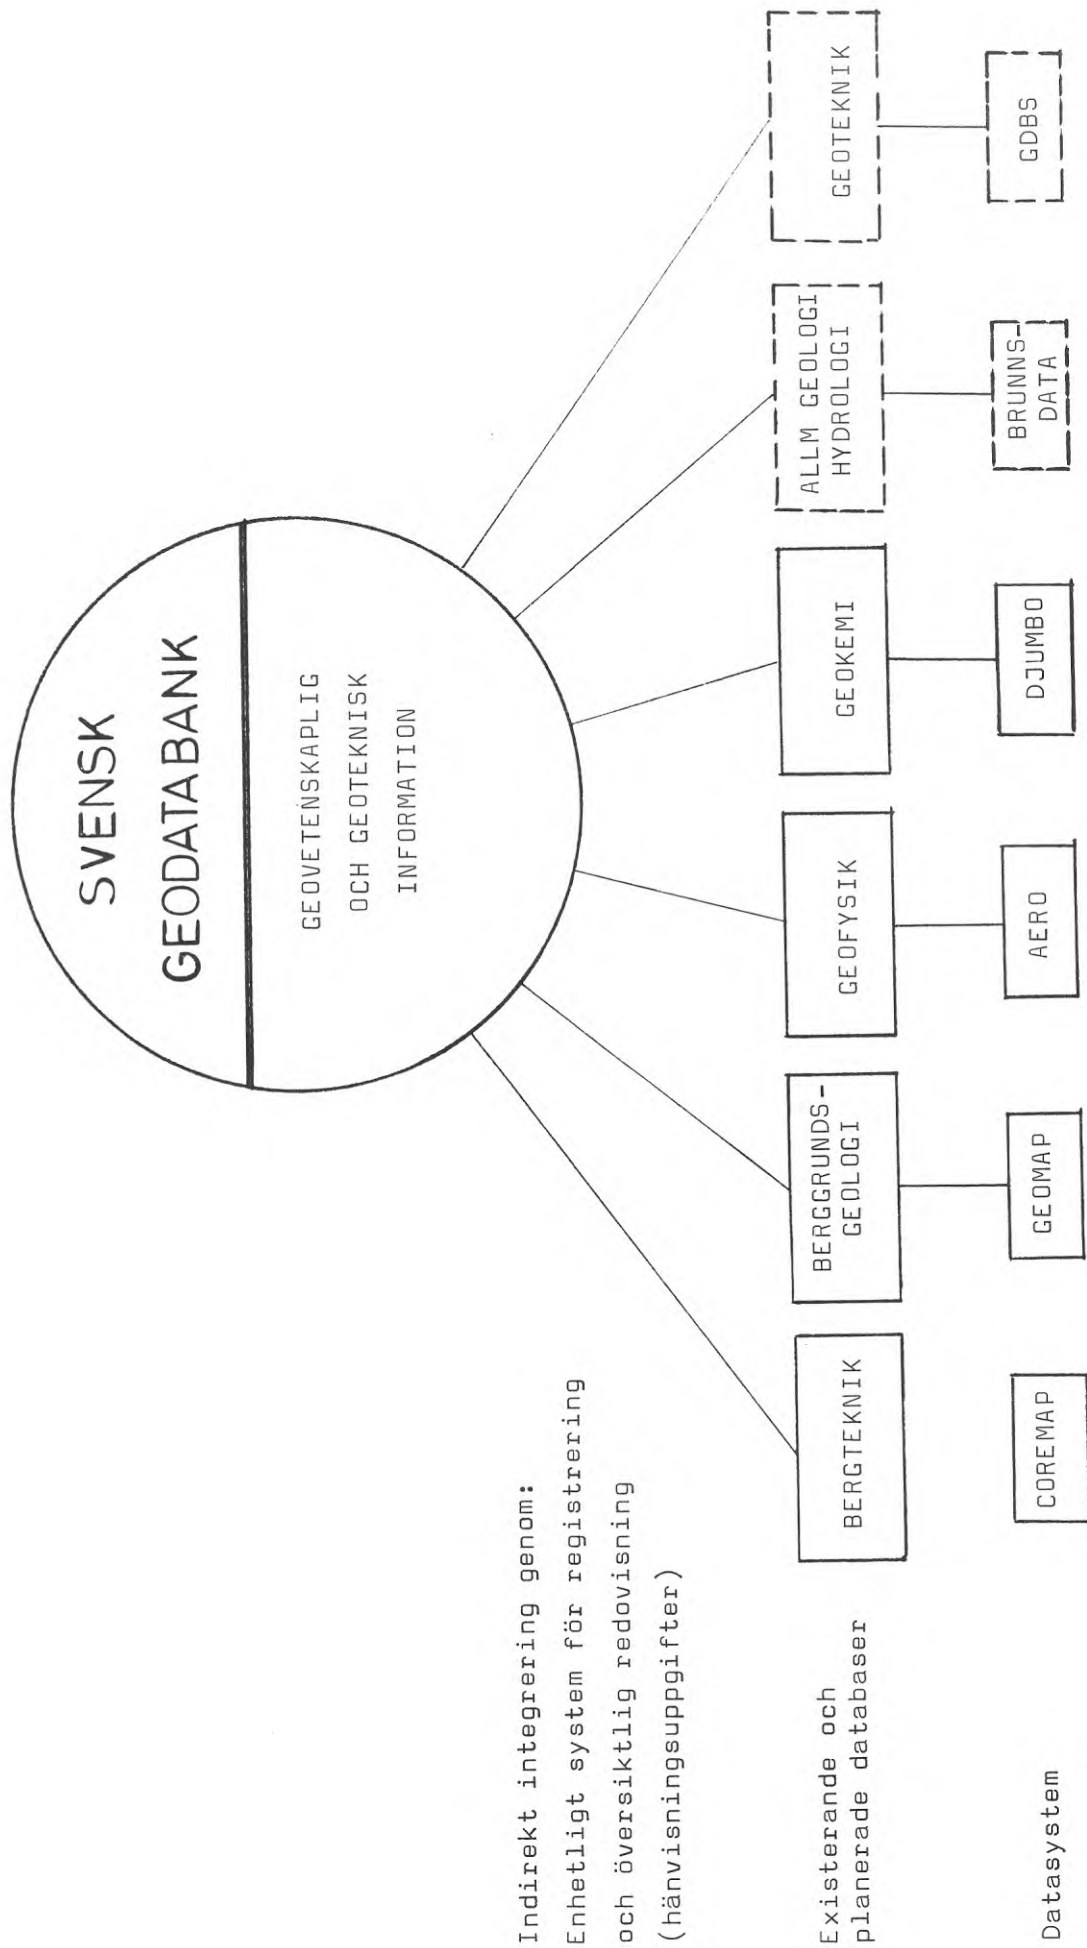 SVENSK
GEODATABANK
GEOVETENSKAPLIG
OCH GEOTEKNISK
INFORMATION
Indirekt integrering genom:
Enhetligt system för registrering
och översiktlig redovisning
(hänvisningsuppgifter)
Existerande och
planerade databaser
BERGTEKNIK
BERGGRUNDS-
GEOLOGI
GEOFYSIK
GEOKEMI
ALLM GEOLOGI
HYDROLOGI
GEOTEKNIK
Datasystem
COREMAP
GEOMAP
AERO
DJUMBO
BRUNNS-
DATA
GDBS